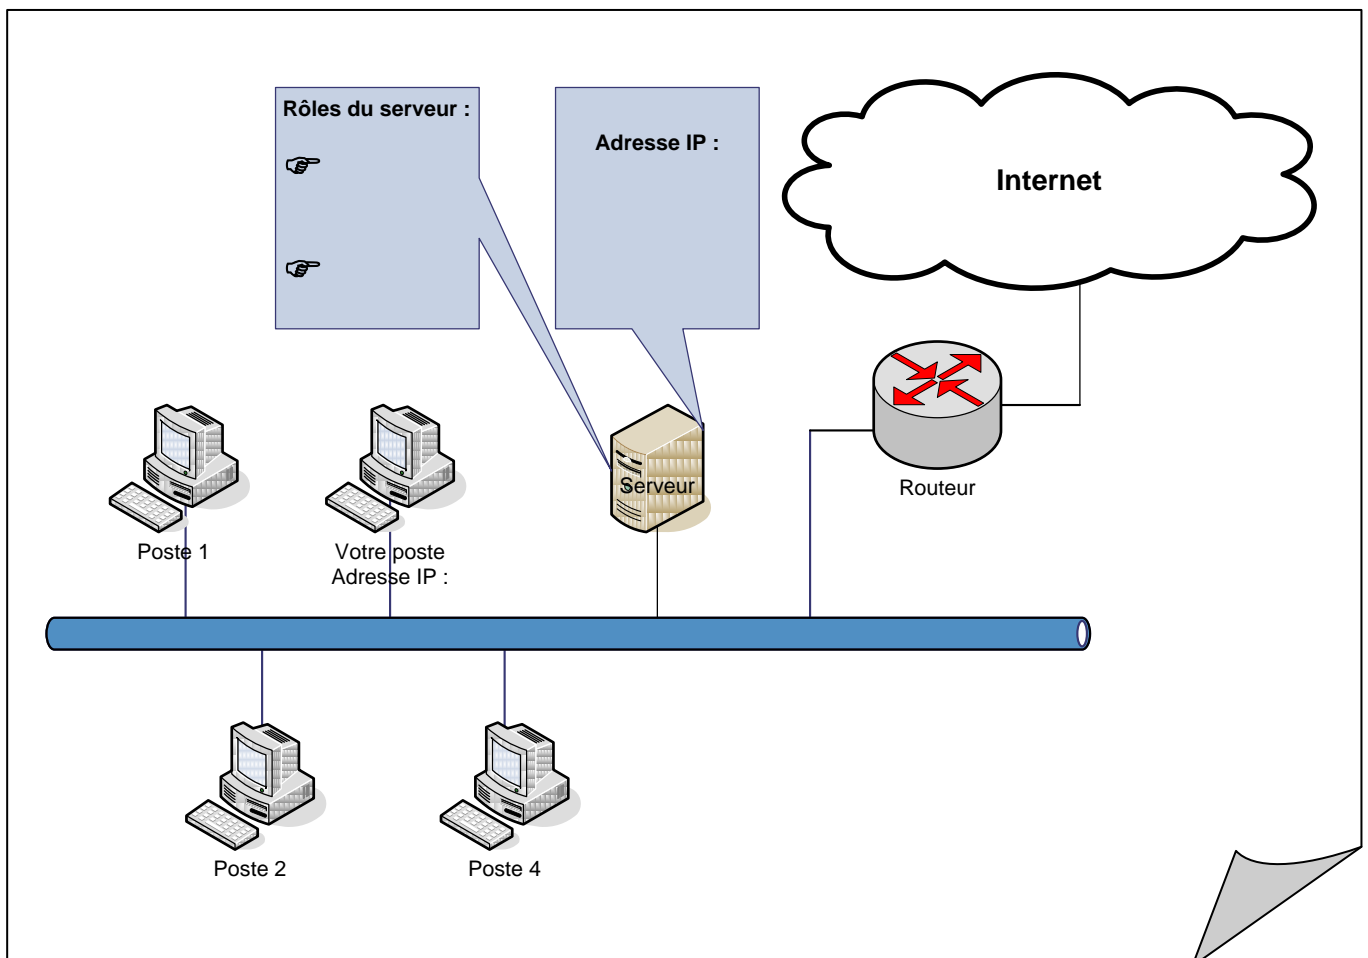 Rôles du serveur :
Adresse IP :
Internet
Serveur
Routeur
Poste 1
Votre poste
Adresse IP :
Poste 2
Poste 4